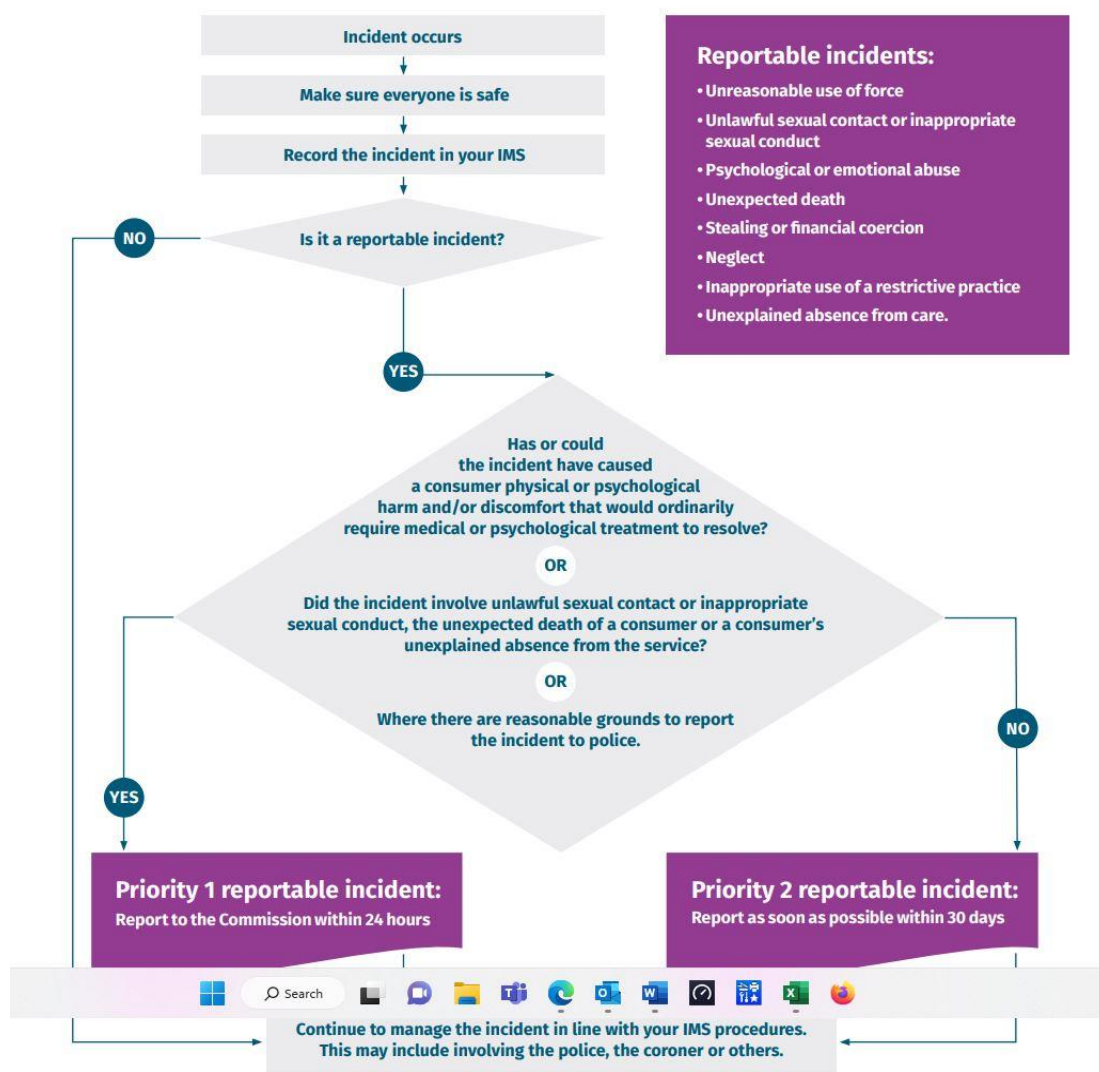 Incident occurs
Make sure everyone is safe
Record the incident in your IMS
Is it a reportable incident?
NO
YES
Reportable incidents:
• Unreasonable use of force
• Unlawful sexual contact or inappropriate
sexual conduct
• Psychological or emotional abuse
• Unexpected death
• Stealing or financial coercion
• Neglect
• Inappropriate use of a restrictive practice
• Unexplained absence from care.
Has or could
the incident have caused
a consumer physical or psychological
harm and/or discomfort that would ordinarily
require medical or psychological treatment to resolve?
OR
Did the incident involve unlawful sexual contact or inappropriate
sexual conduct, the unexpected death of a consumer or a consumer’s
unexplained absence from the service?
OR
Where there are reasonable grounds to report
the incident to police.
YES
NO
Priority 1 reportable incident:
Report to the Commission within 24 hours
Priority 2 reportable incident:
Report as soon as possible within 30 days
Search
Continue to manage the incident in line with your IMS procedures.
This may include involving the police, the coroner or others.